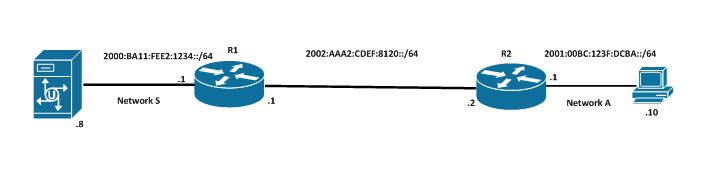 2000:BA11:FEE2:1234::/64
R1
2002:AAA2:CDEF:8120::/64
R2
2001:00BC:123F:DCBA::/64
.1
.1
Network S
.1
.2
Network A
.8
.10
U